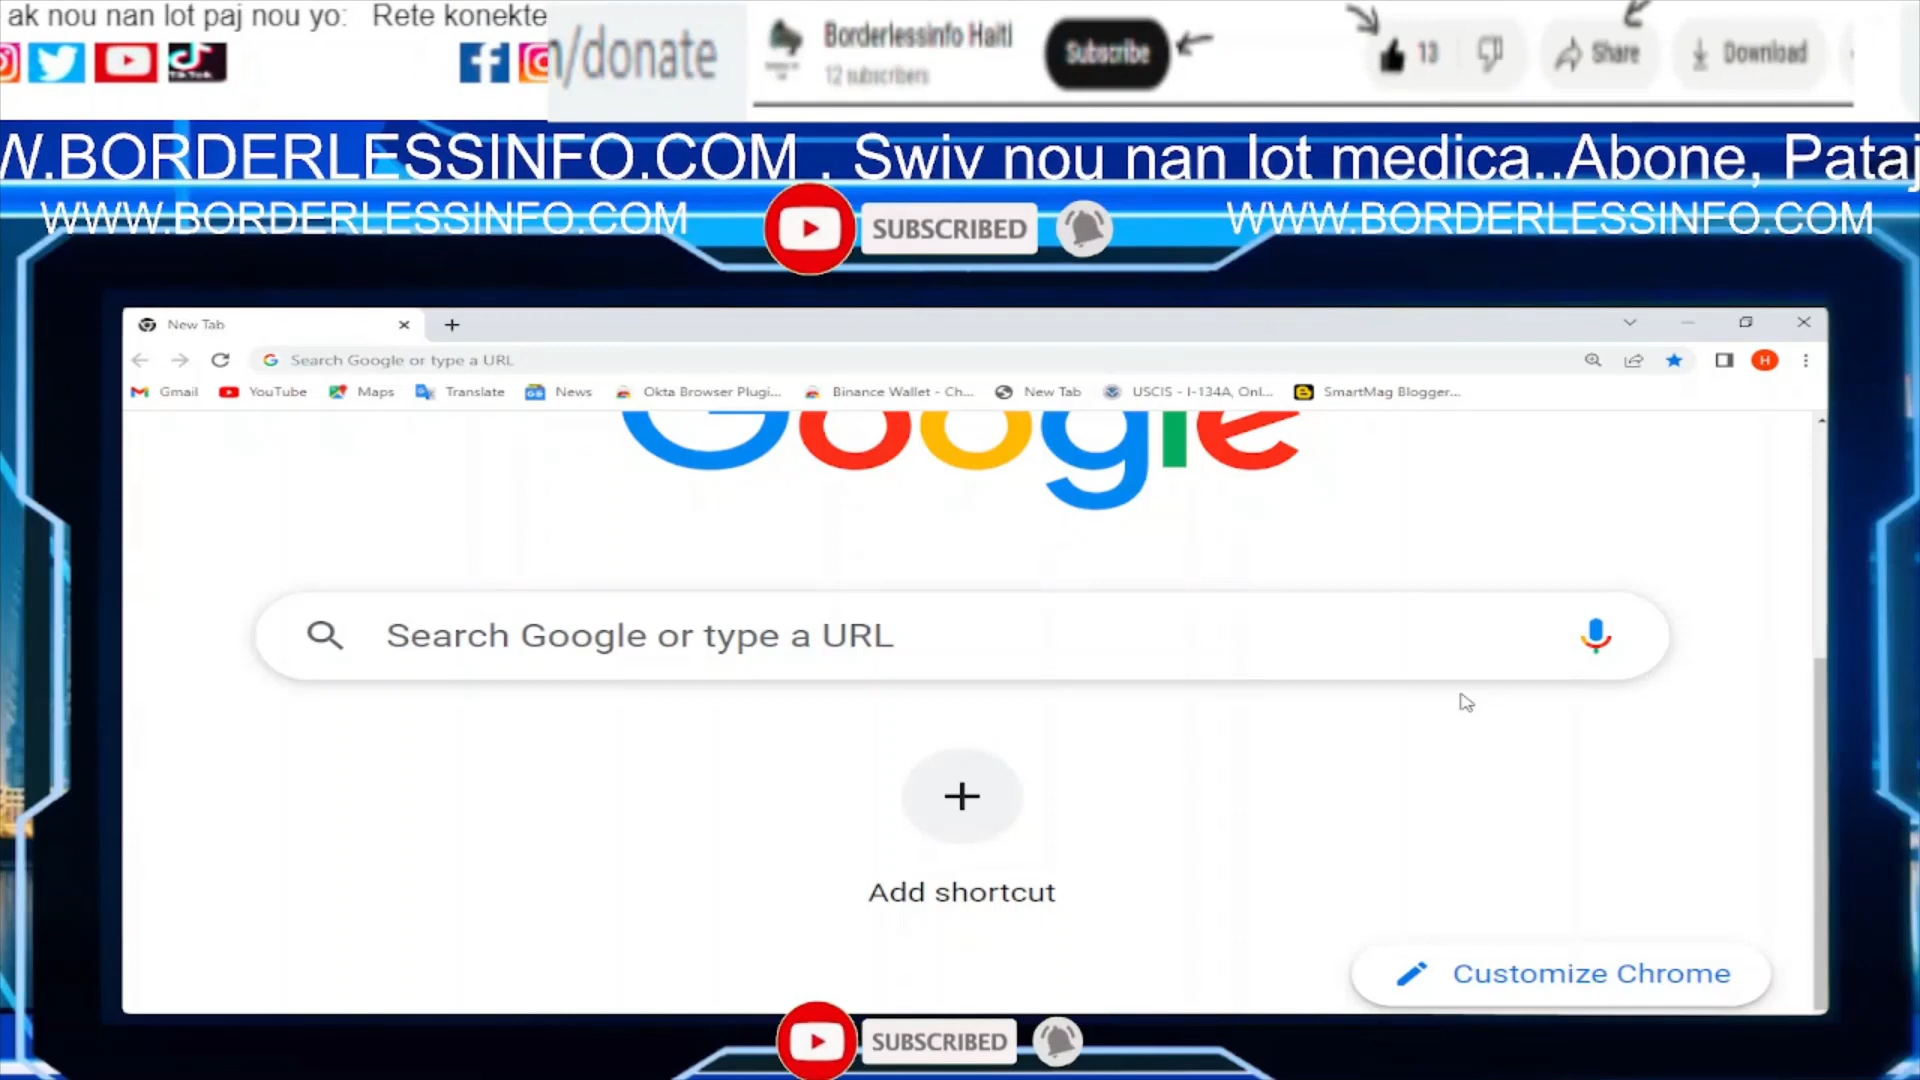 ak nou nan lot paj nou yo: Rete konekte
n/donate
Borderlessinfo Haiti
12 subscribers
Subscribe
13
Share
Download
W.BORDERLESSINFO.COM . Swiv nou nan lot medica..Abone, Pataj
WWW.BORDERLESSINFO.COM
SUBSCRIBED
WWW.BORDERLESSINFO.COM
New Tab
Search Google or type a URL
H
Gmail
YouTube
Maps
Translate
News
Okta Browser Plugi...
Binance Wallet - Ch...
New Tab
USCIS - I-134A, Onl...
SmartMag Blogger...
Google
Search Google or type a URL
Add shortcut
Customize Chrome
SUBSCRIBED